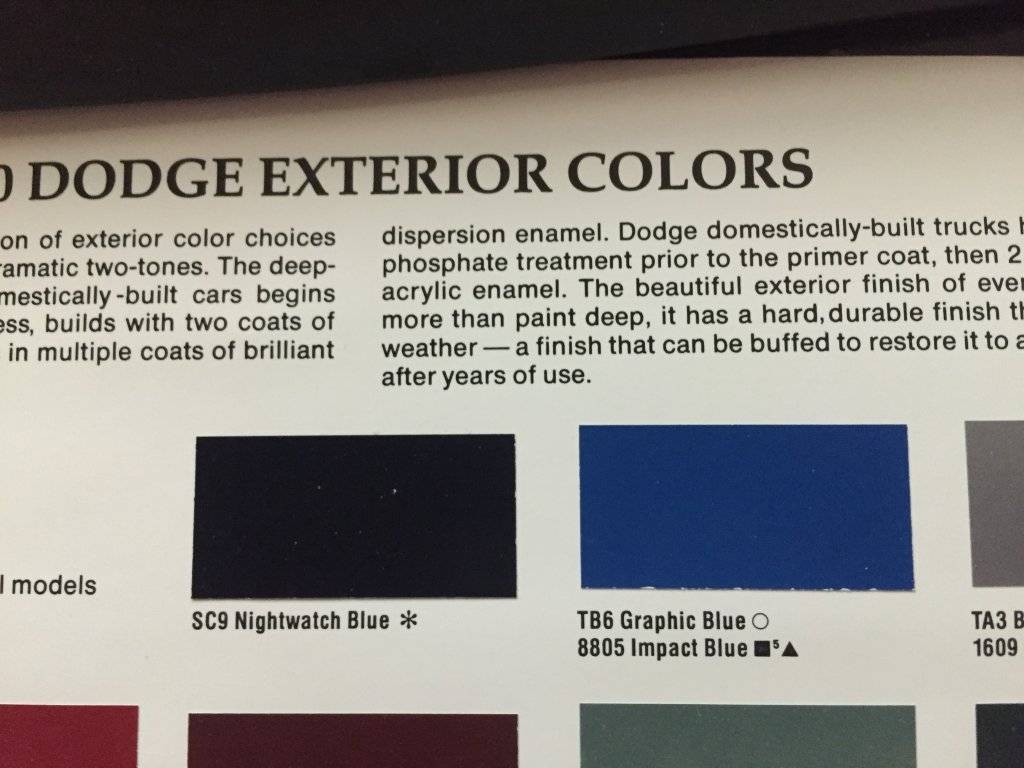 0 DODGE EXTERIOR COLORS
on of exterior color choices
ramatic two-tones. The deep-
mestically-built cars begins
ess, builds with two coats of
in multiple coats of brilliant
dispersion enamel. Dodge domestically-built trucks h
phosphate treatment prior to the primer coat, then 2
acrylic enamel. The beautiful exterior finish of ever
more than paint deep, it has a hard, durable finish th
weather — a finish that can be buffed to restore it to a
after years of use.
l models
SC9 Nightwatch Blue ✻
TB6 Graphic Blue ○
8805 Impact Blue ■⁵▲
TA3 B
1609